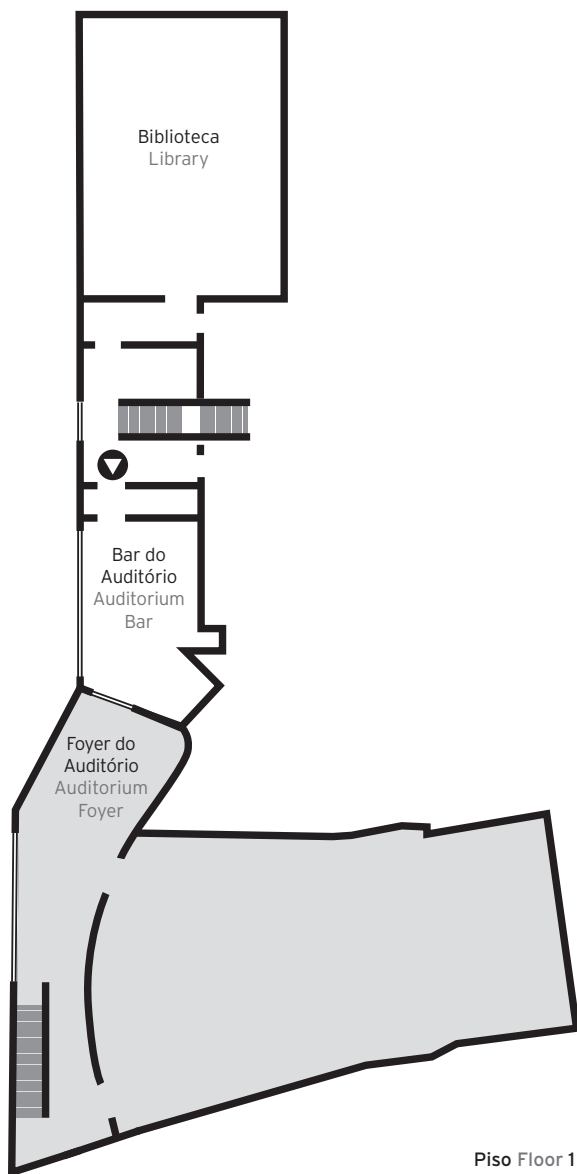 Biblioteca
Library
Bar do
Auditório
Auditorium
Bar
Foyer do
Auditório
Auditorium
Foyer
Piso Floor 1